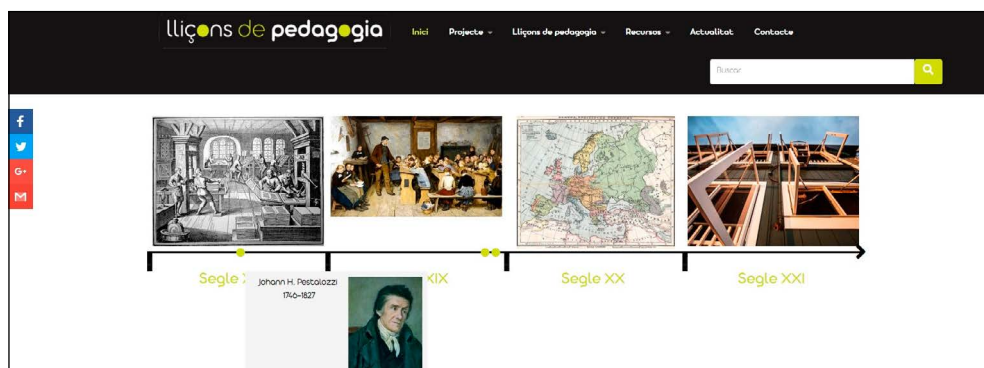 lliçons de pedagogia
Inici Projecte Lliçons de pedagogia Recursos Actualitat Contacte
Buscar
f
G+
M
Segle XIX Segle XX Segle XXI
Johann H. Pestalozzi
1746-1827